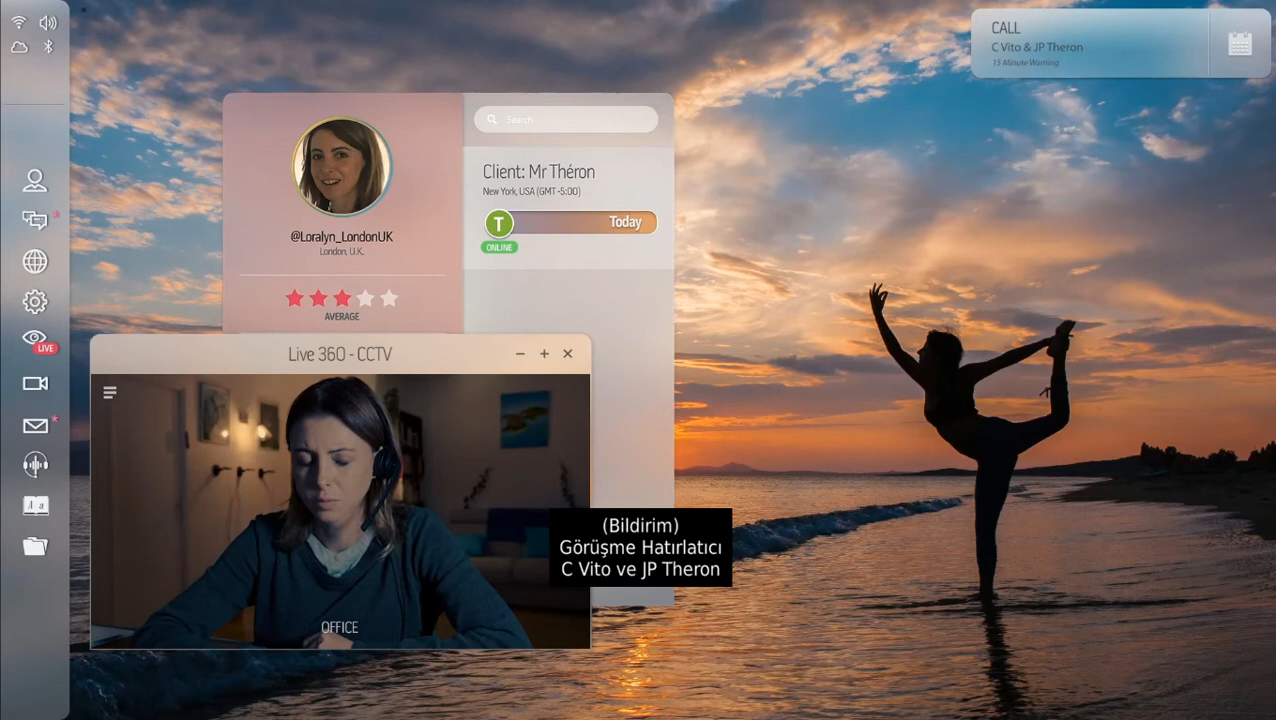 CALL
C Vito & JP Theron
15 Minute Warning
Search
Client: Mr Théron
New York, USA (GMT -5:00)
T
Today
ONLINE
@Loralyn_LondonUK
London, U.K.
AVERAGE
LIVE
Live 360 - CCTV
OFFICE
(Bildirim)
Görüşme Hatırlatıcı
C Vito ve JP Theron